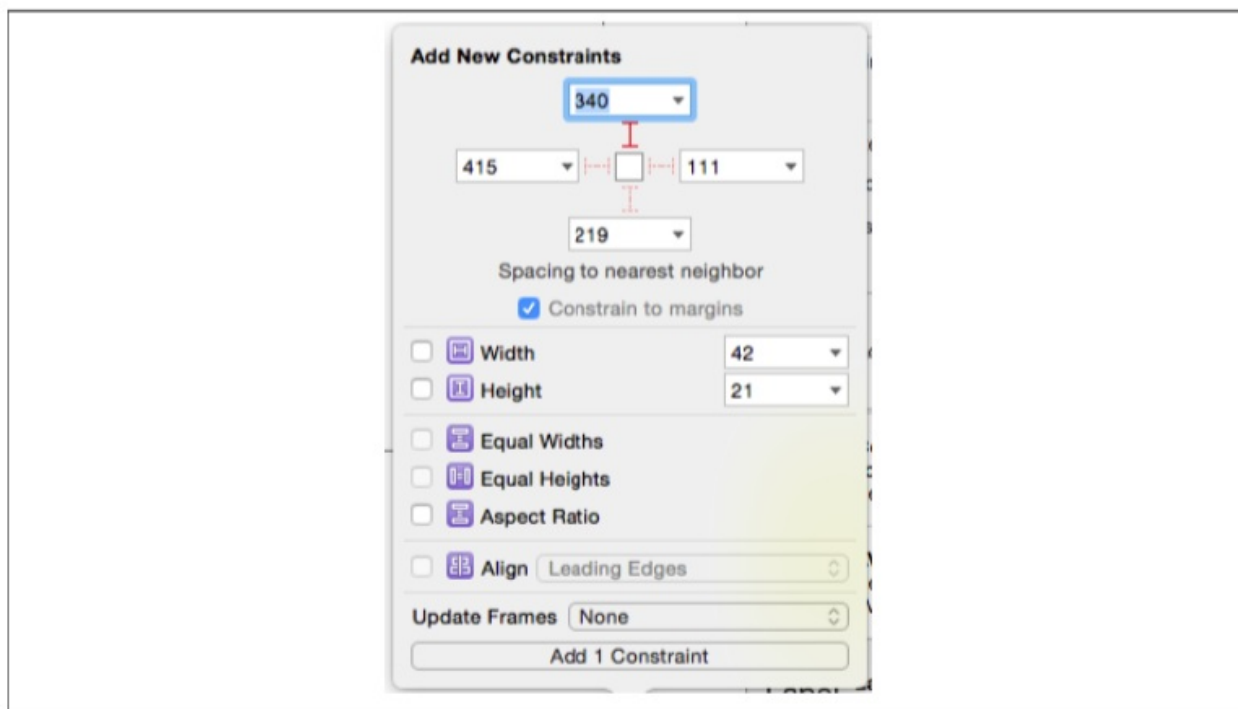 Add New Constraints
340
415 111
219
Spacing to nearest neighbor
Constrain to margins
Width 42
Height 21
Equal Widths
Equal Heights
Aspect Ratio
Align Leading Edges
Update Frames None
Add 1 Constraint